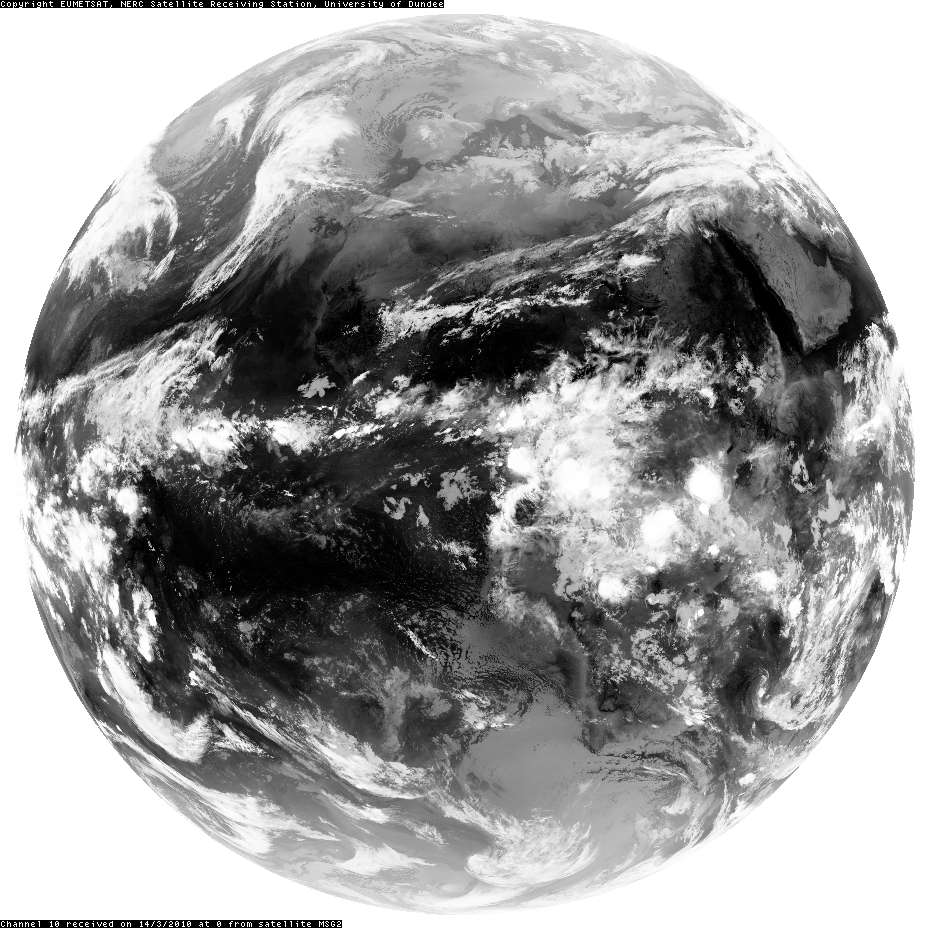 Copyright EUMETSAT, NERC Satellite Receiving Station, University of Dundee
Channel 10 received on 14/3/2010 at 0 from satellite MSG2